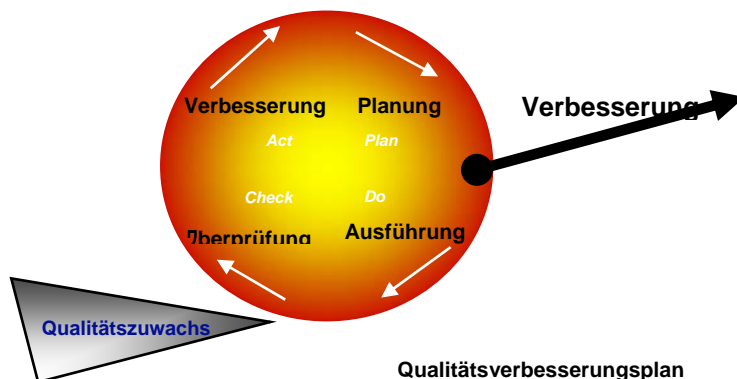 Verbesserung Planung
Verbesserung
Act Plan
Check Do
Überprüfung Ausführung
Qualitätszuwachs
Qualitätsverbesserungsplan